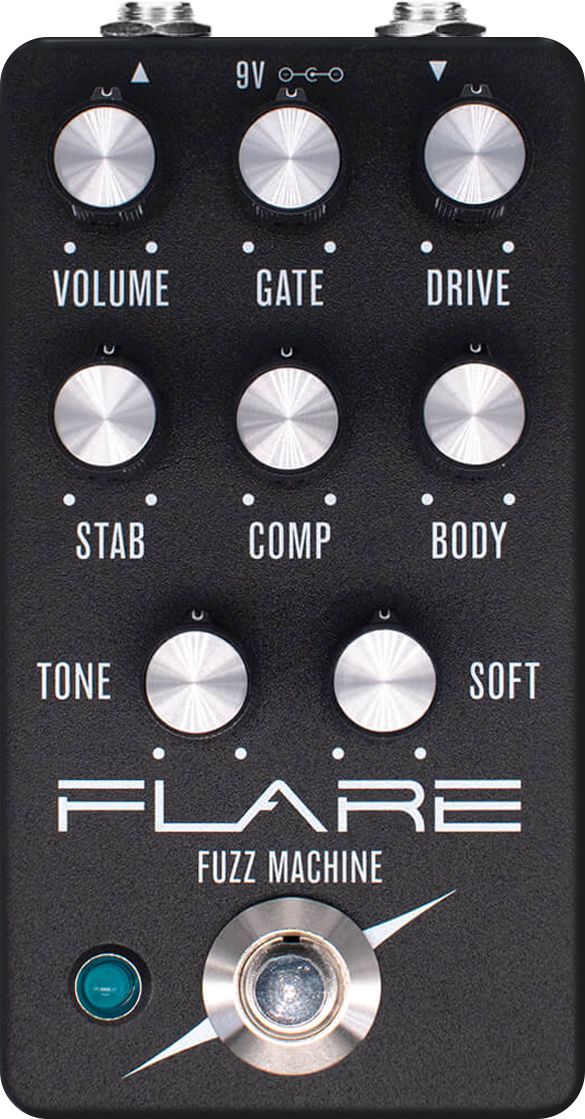 9V
VOLUME GATE DRIVE
STAB COMP BODY
TONE SOFT
FLARE
FUZZ MACHINE